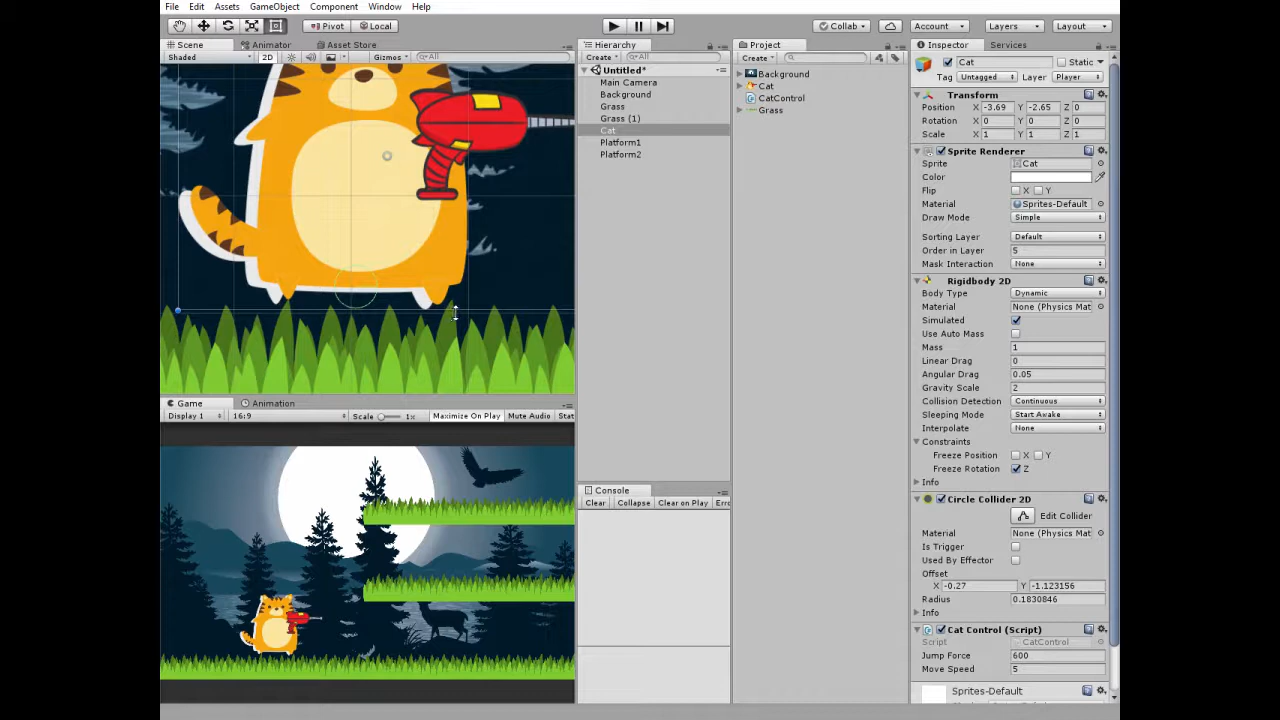 File Edit Assets GameObject Component Window Help
Pivot Local Collab Account Layers Layout
Scene Animator Asset Store
Shaded 2D Gizmos All
Hierarchy
Create All
Untitled*
Main Camera
Background
Grass
Grass (1)
Cat
Platform1
Platform2
Project
Create
Background
Cat
CatControl
Grass
Game Animation
Display 1 16:9 Scale 1x Maximize On Play Mute Audio Stat
Console
Clear Collapse Clear on Play Erro
Inspector Services
Cat Static
Tag Untagged Layer Player
Transform
Position X -3.69 Y -2.65 Z 0
Rotation X 0 Y 0 Z 0
Scale X 1 Y 1 Z 1
Sprite Renderer
Sprite Cat
Color
Flip X Y
Material Sprites-Default
Draw Mode Simple
Sorting Layer Default
Order in Layer 5
Mask Interaction None
Rigidbody 2D
Body Type Dynamic
Material None (Physics Mat
Simulated
Use Auto Mass
Mass 1
Linear Drag 0
Angular Drag 0.05
Gravity Scale 2
Collision Detection Continuous
Sleeping Mode Start Awake
Interpolate None
Constraints
Freeze Position X Y
Freeze Rotation Z
Info
Circle Collider 2D
Edit Collider
Material None (Physics Mat
Is Trigger
Used By Effector
Offset
X -0.27 Y -1.123156
Radius 0.1830846
Info
Cat Control (Script)
Script CatControl
Jump Force 600
Move Speed 5
Sprites-Default